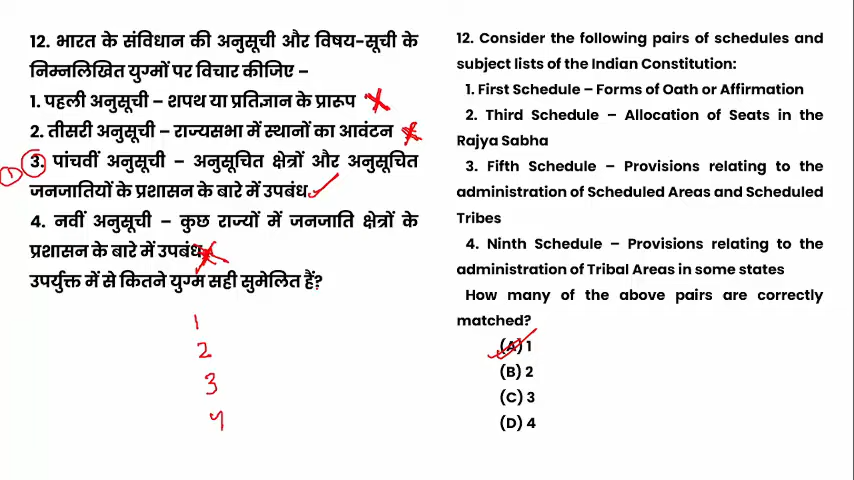 12. भारत के संविधान की अनुसूची और विषय-सूची के
निम्नलिखित युग्मों पर विचार कीजिए –
1. पहली अनुसूची – शपथ या प्रतिज्ञान के प्रारूप
2. तीसरी अनुसूची – राज्यसभा में स्थानों का आवंटन
3. पांचवीं अनुसूची – अनुसूचित क्षेत्रों और अनुसूचित
1
जनजातियों के प्रशासन के बारे में उपबंध
4. नवीं अनुसूची – कुछ राज्यों में जनजाति क्षेत्रों के
प्रशासन के बारे में उपबंध
उपर्युक्त में से कितने युग्म सही सुमेलित हैं?
1
2
3
4
12. Consider the following pairs of schedules and
subject lists of the Indian Constitution:
1. First Schedule – Forms of Oath or Affirmation
2. Third Schedule – Allocation of Seats in the
Rajya Sabha
3. Fifth Schedule – Provisions relating to the
administration of Scheduled Areas and Scheduled
Tribes
4. Ninth Schedule – Provisions relating to the
administration of Tribal Areas in some states
How many of the above pairs are correctly
matched?
(A) 1
(B) 2
(C) 3
(D) 4